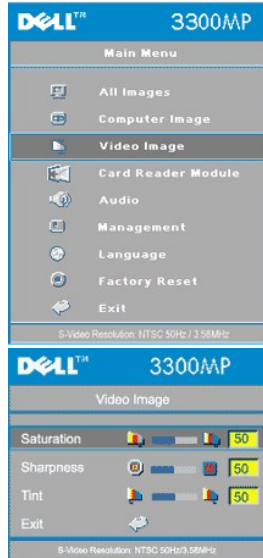 DELL™ 3300MP
Main Menu
All Images
Computer Image
Video Image
Card Reader Module
Audio
Management
Language
Factory Reset
Exit
S-Video Resolution: NTSC 50Hz / 3.58MHz
DELL™ 3300MP
Video Image
Saturation 50
Sharpness 50
Tint 50
Exit
S-Video Resolution: NTSC 50Hz/3.58MHz